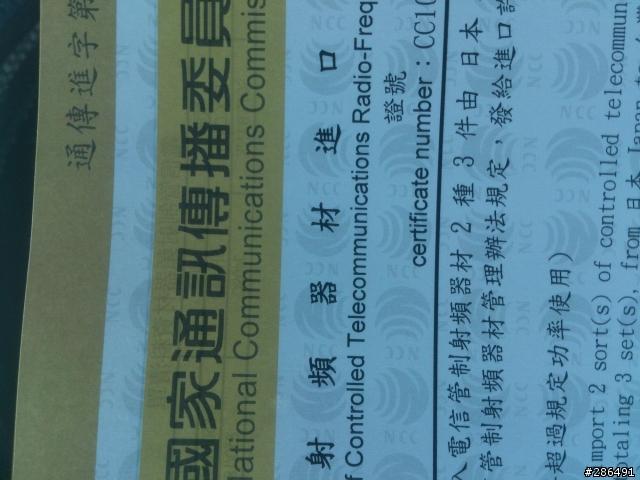 通傳進字第
國家通訊傳播委員
National Communications Commis
射頻器材進口
f Controlled Telecommunications Radio-Freq
證號
certificate number : CC10
入電信管制射頻器材 2 種 3 件由 日本
管制射頻器材管理辦法規定，發給進口
超過規定功率使用)
mport 2 sort(s) of controlled telecommun
taling 3 set(s), from 日本 Japan
#286491